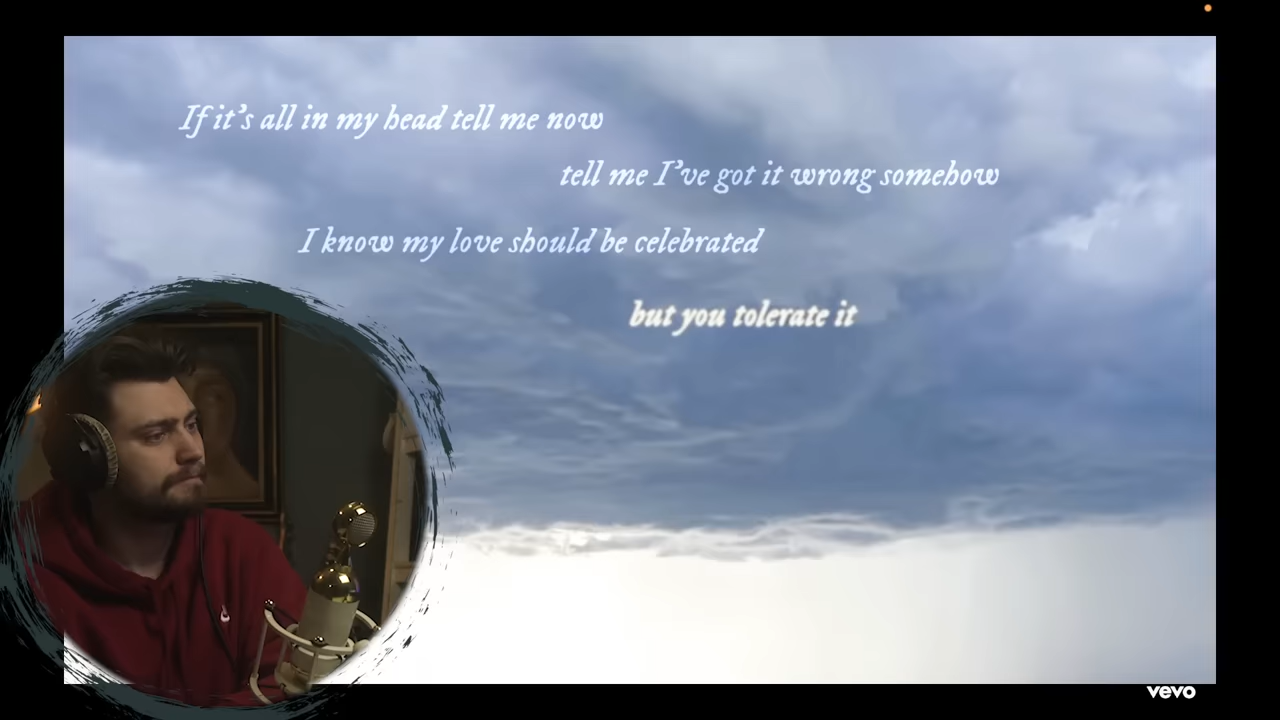 If it's all in my head tell me now
tell me I've got it wrong somehow
I know my love should be celebrated
but you tolerate it
vevo